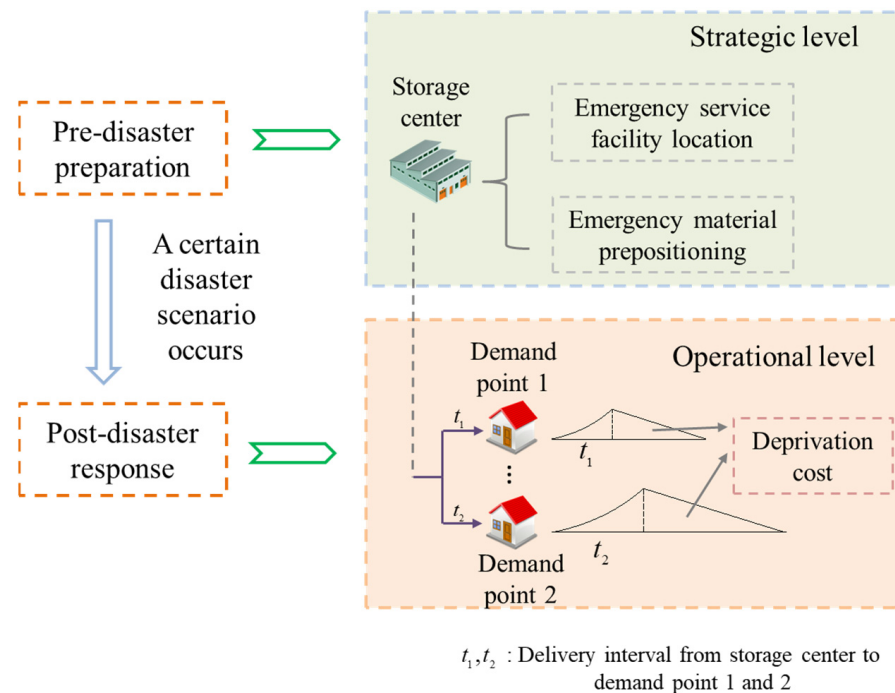 Strategic level
Storage
center
Emergency service
facility location
Pre-disaster
preparation
Emergency material
prepositioning
A certain
disaster
scenario
occurs
Operational level
Demand
point 1
t₁
t₁
Deprivation
cost
Post-disaster
response
⋮
t₂
t₂
Demand
point 2
t₁,t₂ : Delivery interval from storage center to
demand point 1 and 2